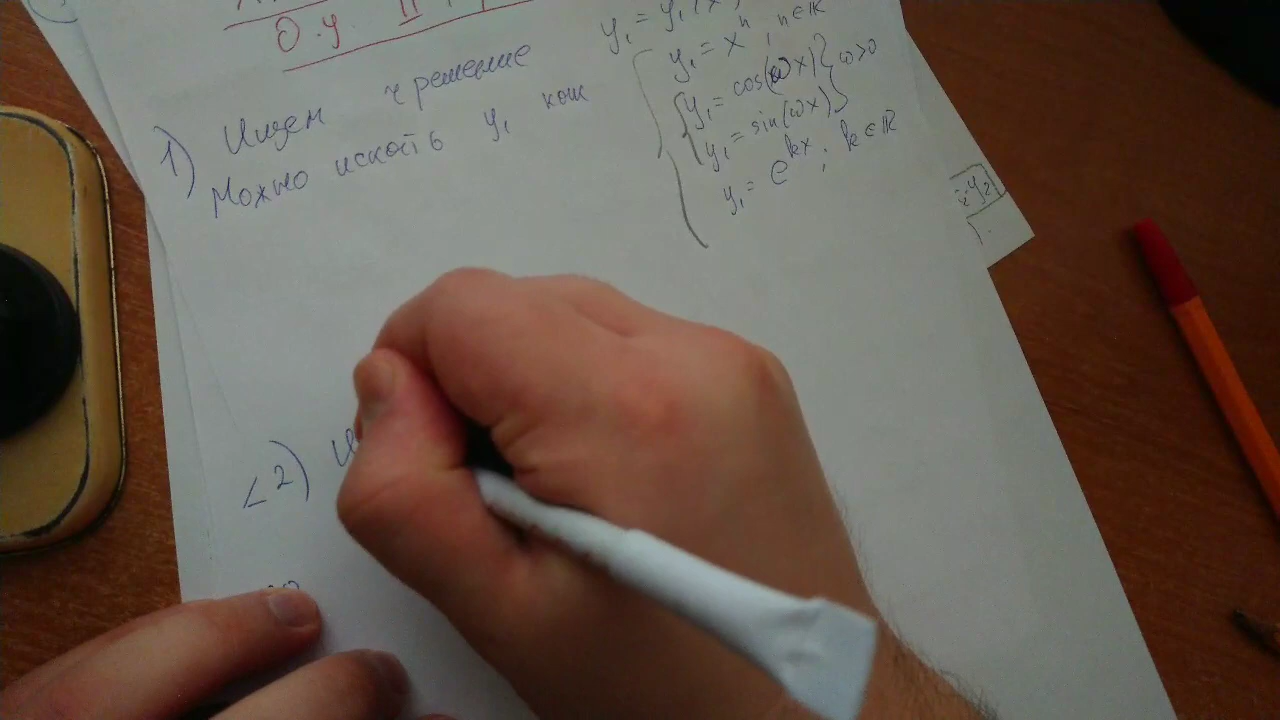 О.у. II
1) Ищем ч решение y₁ = y₁(x)
Можно искать y₁ как
y₁ = xⁿ, n∈ℝ
y₁ = cos(ωx)
y₁ = sin(ωx) } ω>0
y₁ = e^{kx}; k∈ℝ
<2)
y₂